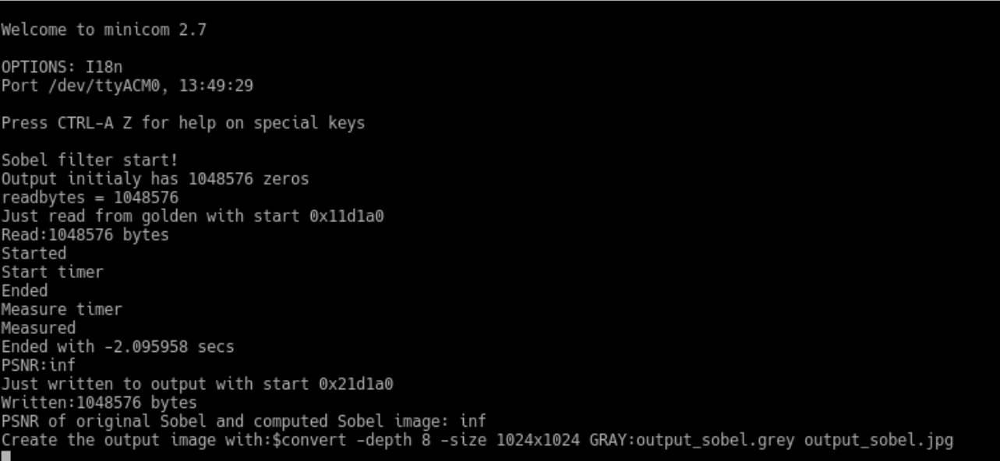 Welcome to minicom 2.7
OPTIONS: I18n
Port /dev/ttyACM0, 13:49:29
Press CTRL-A Z for help on special keys
Sobel filter start!
Output initialy has 1048576 zeros
readbytes = 1048576
Just read from golden with start 0x11d1a0
Read:1048576 bytes
Started
Start timer
Ended
Measure timer
Measured
Ended with -2.095958 secs
PSNR:inf
Just written to output with start 0x21d1a0
Written:1048576 bytes
PSNR of original Sobel and computed Sobel image: inf
Create the output image with:$convert -depth 8 -size 1024x1024 GRAY:output_sobel.grey output_sobel.jpg